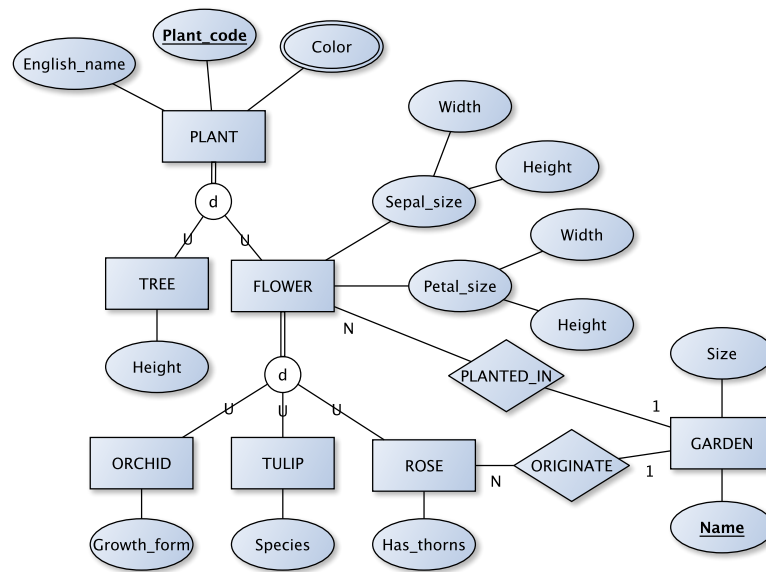 Plant_code
Color
English_name
PLANT
Width
Height
d
Sepal_size
U
U
Width
TREE
FLOWER
Petal_size
N
Height
Size
Height
d
PLANTED_IN
U
U
U
1
GARDEN
ORCHID
TULIP
ROSE
N
ORIGINATE
1
Name
Growth_form
Species
Has_thorns